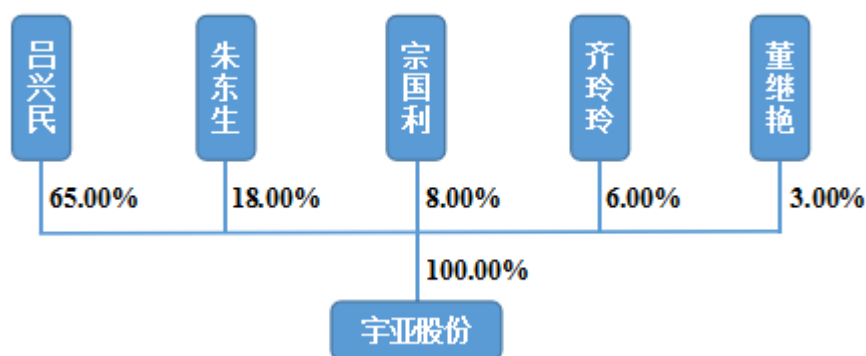 吕兴民
朱东生
宗国利
齐玲玲
董继艳
65.00%
18.00%
8.00%
6.00%
3.00%
100.00%
宇亚股份